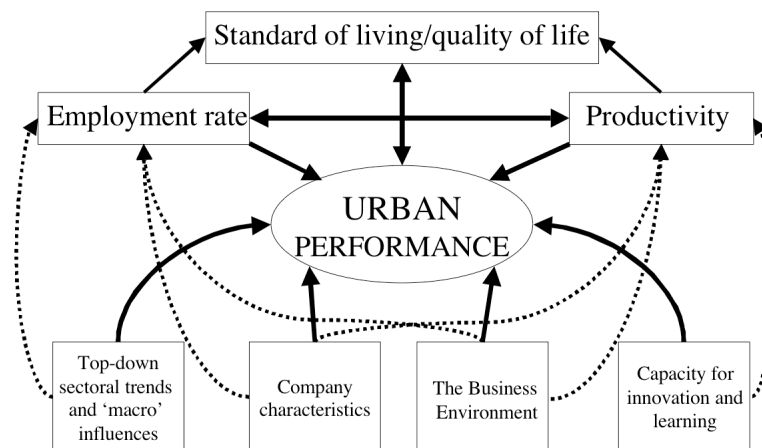 Standard of living/quality of life
Employment rate
Productivity
URBAN
PERFORMANCE
Top-down
sectoral trends
and ‘macro’
influences
Company
characteristics
The Business
Environment
Capacity for
innovation and
learning